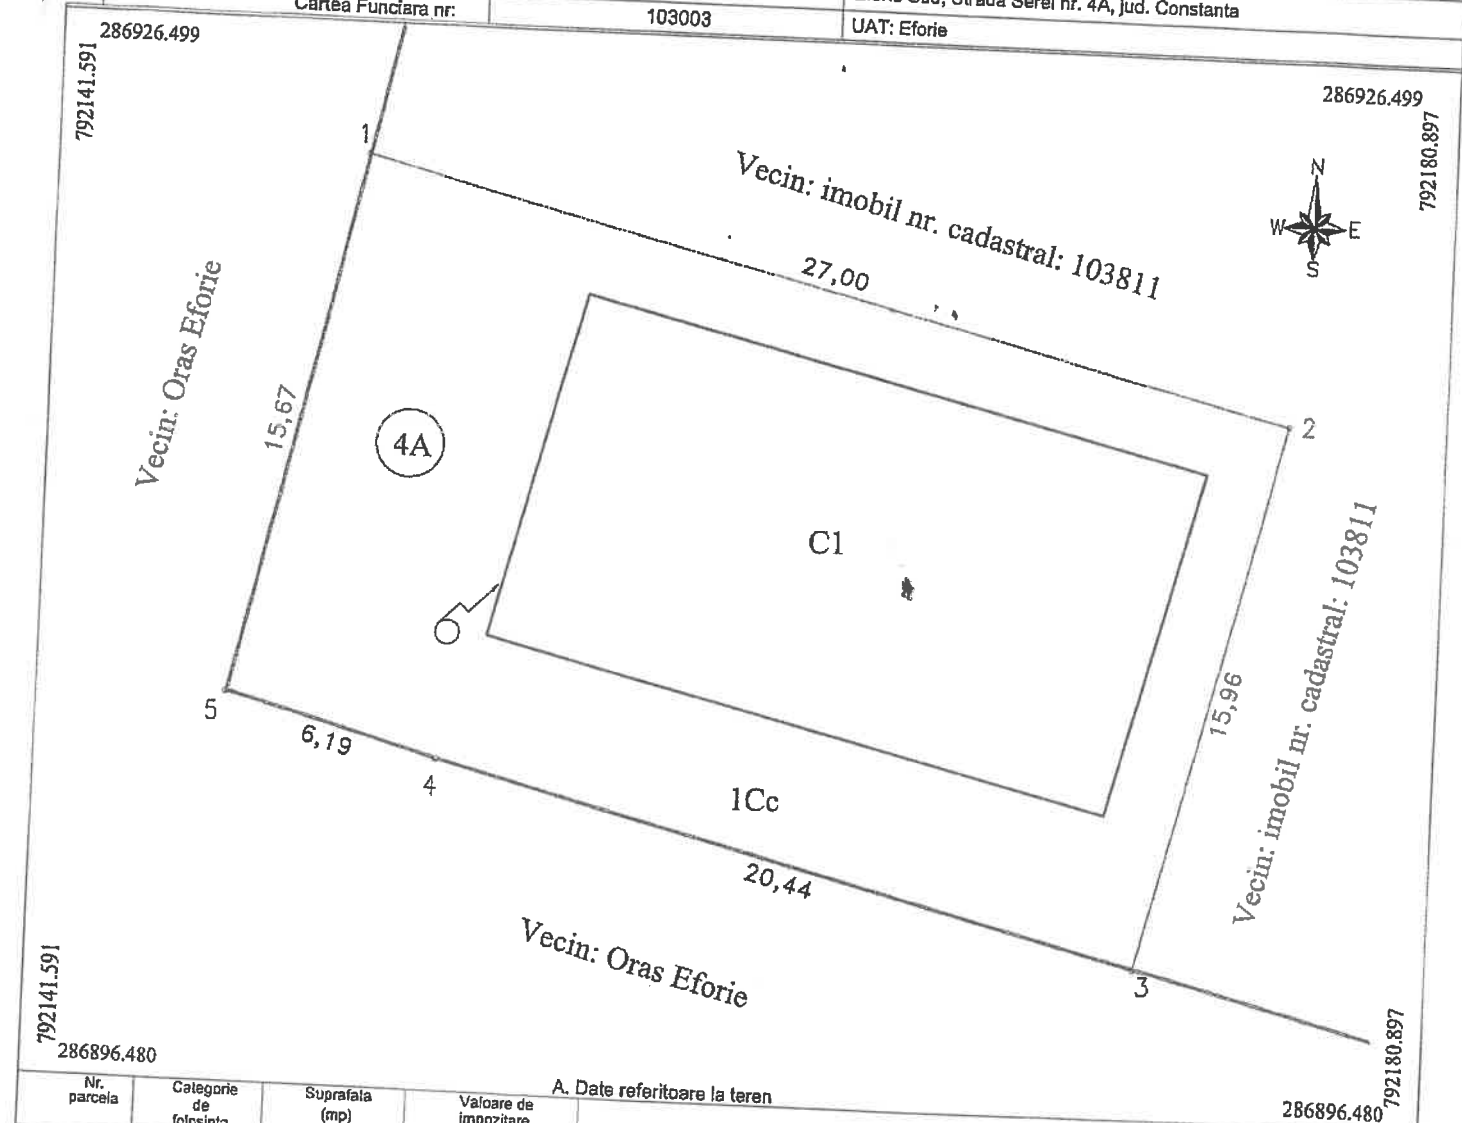 Cartea Funciara nr:
103003
Strada Serei nr. 4A, jud. Constanta
UAT: Eforie
286926.499
792141.591
286926.499
792180.897
N
W E
S
1
Vecin: imobil nr. cadastral: 103811
27,00
2
Vecin: Oras Eforie
15,67
4A
C1
Vecin: imobil nr. cadastral: 103811
15,96
5
6,19
4
1Cc
20,44
3
Vecin: Oras Eforie
792141.591
286896.480
792180.897
286896.480
A. Date referitoare la teren
Nr.
parcela
Categorie
de
folosinta
Suprafata
(mp)
Valoare de
impozitare